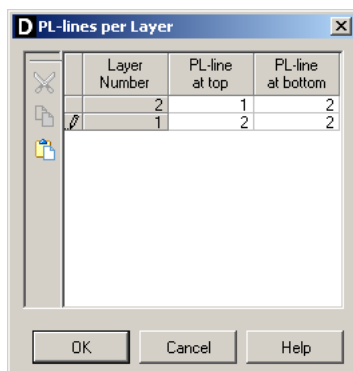 D PL-lines per Layer
Layer Number PL-line at top PL-line at bottom
2 1 2
1 2 2
OK Cancel Help